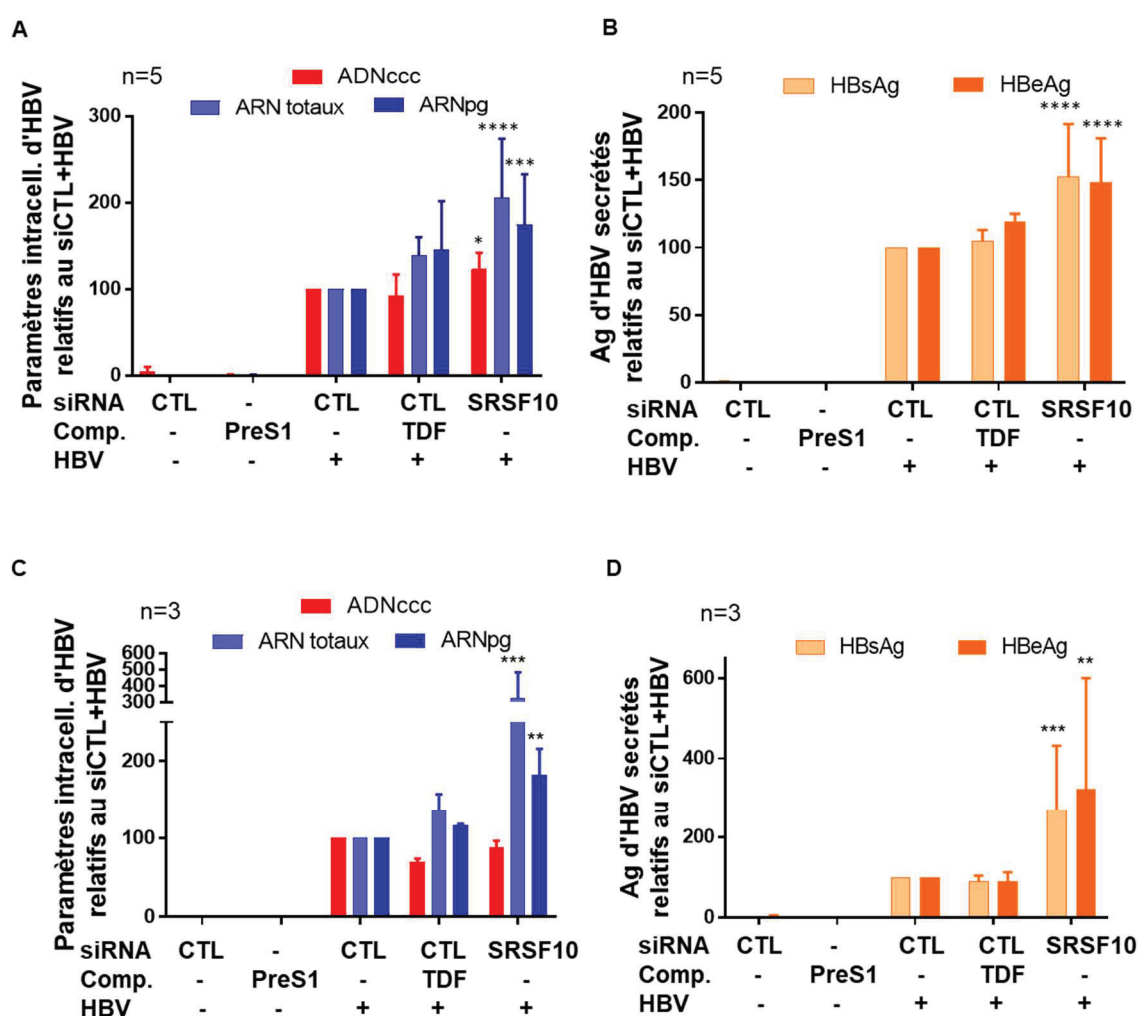 A
n=5
ADNccc
ARN totaux
ARNpg
Paramètres intracell. d'HBV
relatifs au siCTL+HBV
300
200
100
0
****
***
*
siRNA CTL - CTL CTL SRSF10
Comp. - PreS1 - TDF -
HBV - - + + +
B
n=5
HBsAg
HBeAg
Ag d'HBV secrétés
relatifs au siCTL+HBV
200
150
100
50
0
****
****
siRNA CTL - CTL CTL SRSF10
Comp. - PreS1 - TDF -
HBV - - + + +
C
n=3
ADNccc
ARN totaux
ARNpg
Paramètres intracell. d'HBV
relatifs au siCTL+HBV
600
500
400
300
200
100
0
***
**
siRNA CTL - CTL CTL SRSF10
Comp. - PreS1 - TDF -
HBV - - + + +
D
n=3
HBsAg
HBeAg
Ag d'HBV secrétés
relatifs au siCTL+HBV
600
400
200
0
***
**
siRNA CTL - CTL CTL SRSF10
Comp. - PreS1 - TDF -
HBV - - + + +